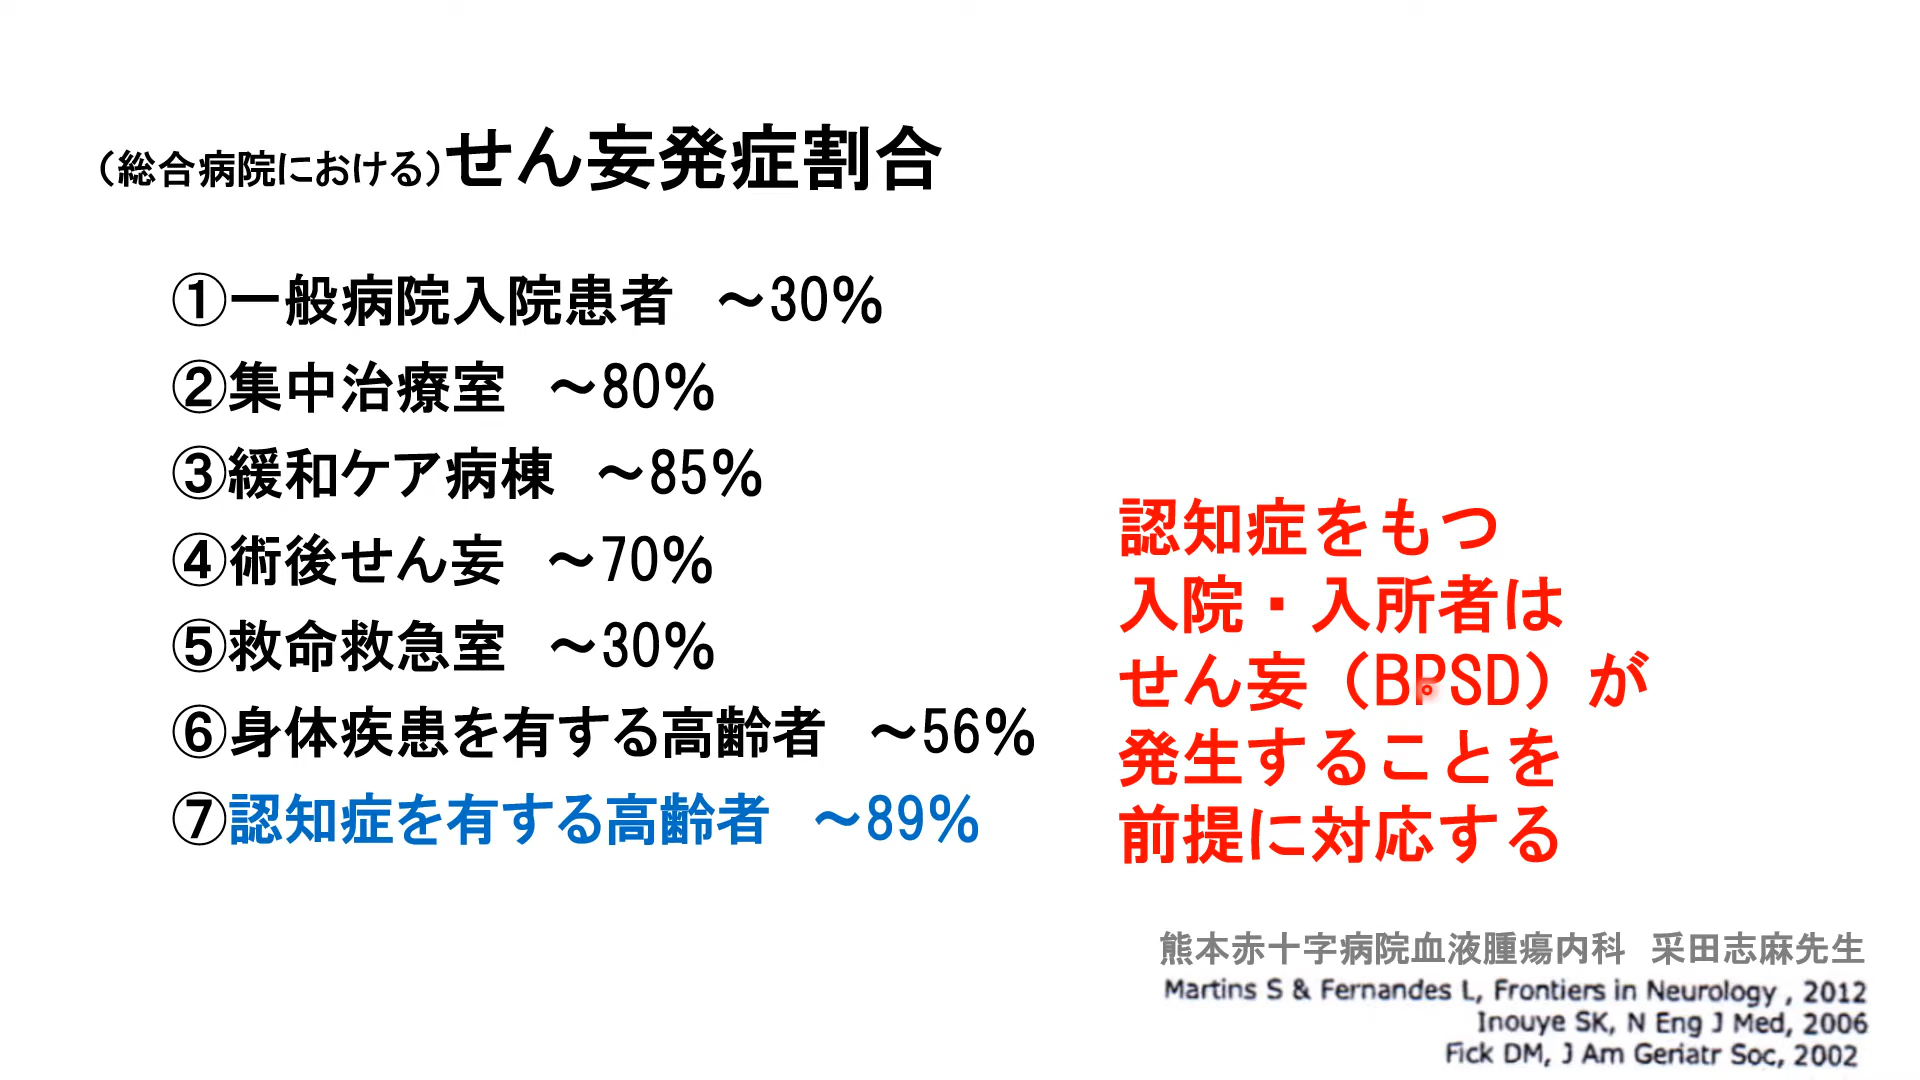 （総合病院における）せん妄発症割合
①一般病院入院患者　～30％
②集中治療室　～80％
③緩和ケア病棟　～85％
④術後せん妄　～70％
⑤救命救急室　～30％
⑥身体疾患を有する高齢者　～56％
⑦認知症を有する高齢者　～89％
認知症をもつ
入院・入所者は
せん妄（BPSD）が
発生することを
前提に対応する
熊本赤十字病院血液腫瘍内科　采田志麻先生
Martins S & Fernandes L, Frontiers in Neurology , 2012
Inouye SK, N Eng J Med, 2006
Fick DM, J Am Geriatr Soc, 2002